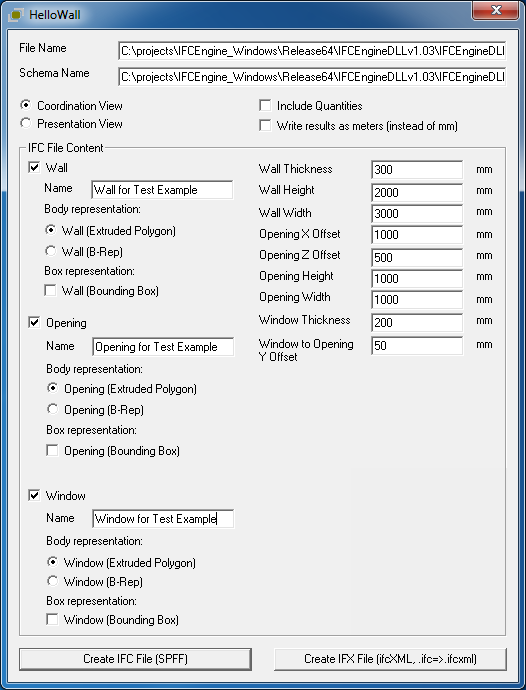 HelloWall
File Name C:\projects\IFCEngine_Windows\Release64\IFCEngineDLLv1.03\IFCEngineDLI
Schema Name C:\projects\IFCEngine_Windows\Release64\IFCEngineDLLv1.03\IFCEngineDLI
Coordination View
Presentation View
Include Quantities
Write results as meters (instead of mm)
IFC File Content
Wall
Name Wall for Test Example
Body representation:
Wall (Extruded Polygon)
Wall (B-Rep)
Box representation:
Wall (Bounding Box)
Opening
Name Opening for Test Example
Body representation:
Opening (Extruded Polygon)
Opening (B-Rep)
Box representation:
Opening (Bounding Box)
Window
Name Window for Test Example
Body representation:
Window (Extruded Polygon)
Window (B-Rep)
Box representation:
Window (Bounding Box)
Wall Thickness 300 mm
Wall Height 2000 mm
Wall Width 3000 mm
Opening X Offset 1000 mm
Opening Z Offset 500 mm
Opening Height 1000 mm
Opening Width 1000 mm
Window Thickness 200 mm
Window to Opening 50 mm
Y Offset
Create IFC File (SPFF)
Create IFX File (ifcXML, .ifc=>.ifcxml)